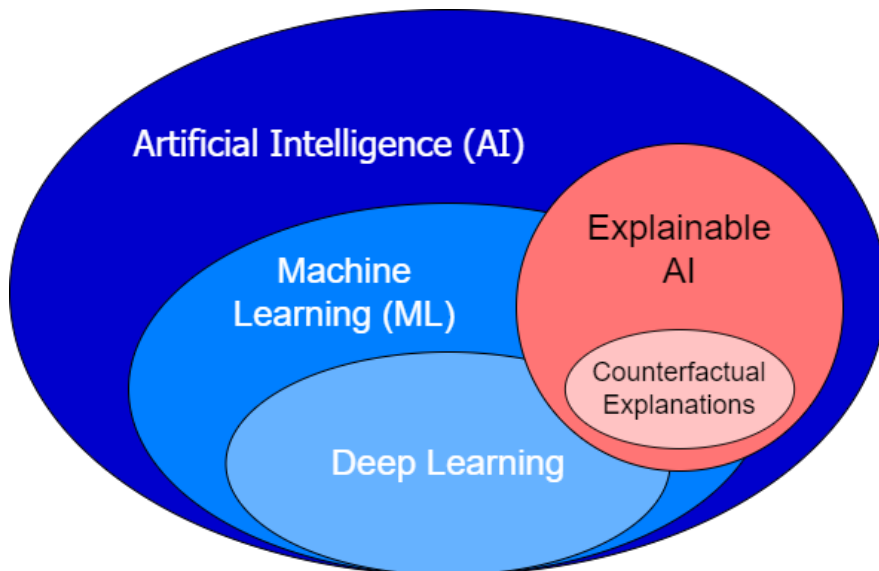 Artificial Intelligence (AI)
Explainable
AI
Machine
Learning (ML)
Counterfactual
Explanations
Deep Learning